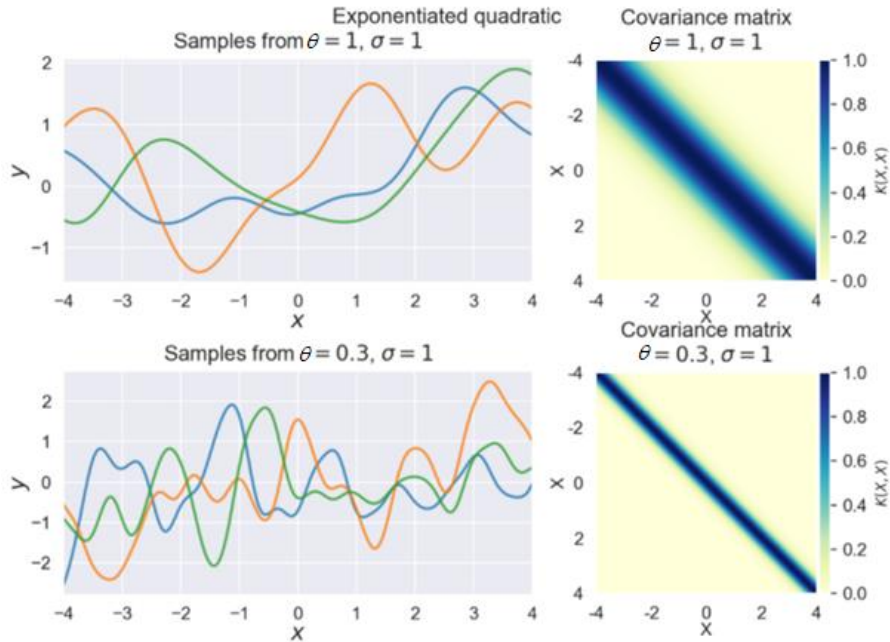 Exponentiated quadratic
Samples from θ = 1, σ = 1
2
1
0
−1
y
−4 −3 −2 −1 0 1 2 3 4
x
Covariance matrix
θ = 1, σ = 1
-4
-2
0
2
4
X
-4 -2 0 2 4
X
1.0
0.8
0.6
0.4
0.2
0.0
K(X,X)
Samples from θ = 0.3, σ = 1
2
1
0
−1
−2
y
−4 −3 −2 −1 0 1 2 3 4
x
Covariance matrix
θ = 0.3, σ = 1
-4
-2
0
2
4
X
-4 -2 0 2 4
X
1.0
0.8
0.6
0.4
0.2
0.0
K(X,X)